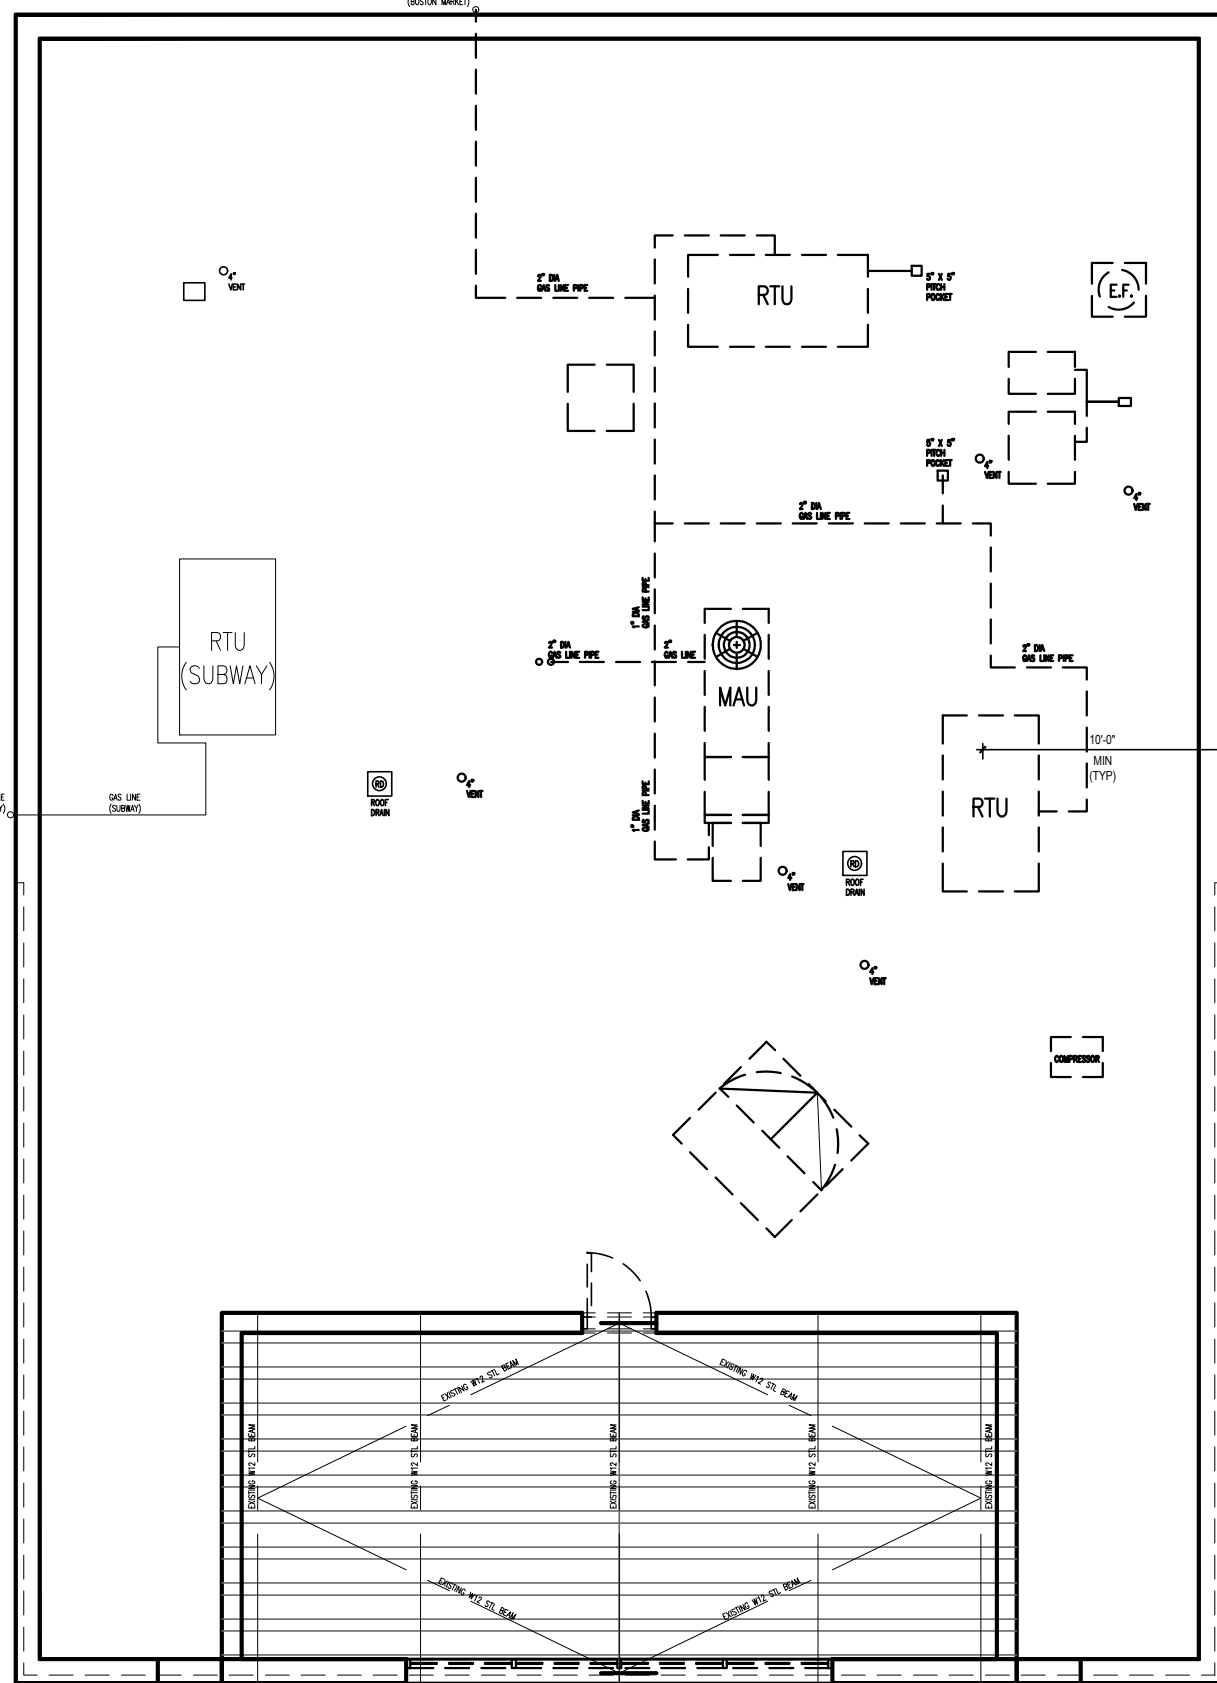 (BOSTON MARKET)
4"
VENT
2" DIA
GAS LINE PIPE
RTU
5" X 5"
PITCH
POCKET
E.F.
5" X 5"
PITCH
POCKET
4"
VENT
4"
VENT
2" DIA
GAS LINE PIPE
1" DIA
GAS LINE PIPE
RTU
(SUBWAY)
2" DIA
GAS LINE PIPE
2"
GAS LINE
MAU
2" DIA
GAS LINE PIPE
10'-0"
MIN
(TYP)
GAS LINE
(SUBWAY)
RD
ROOF
DRAIN
4"
VENT
1" DIA
GAS LINE PIPE
RTU
4"
VENT
RD
ROOF
DRAIN
4"
VENT
COMPRESSOR
EXISTING W12 STL BEAM
EXISTING W12 STL BEAM
EXISTING W12 STL BEAM
EXISTING W12 STL BEAM
EXISTING W12 STL BEAM
EXISTING W12 STL BEAM
EXISTING W12 STL BEAM
EXISTING W12 STL BEAM
EXISTING W12 STL BEAM